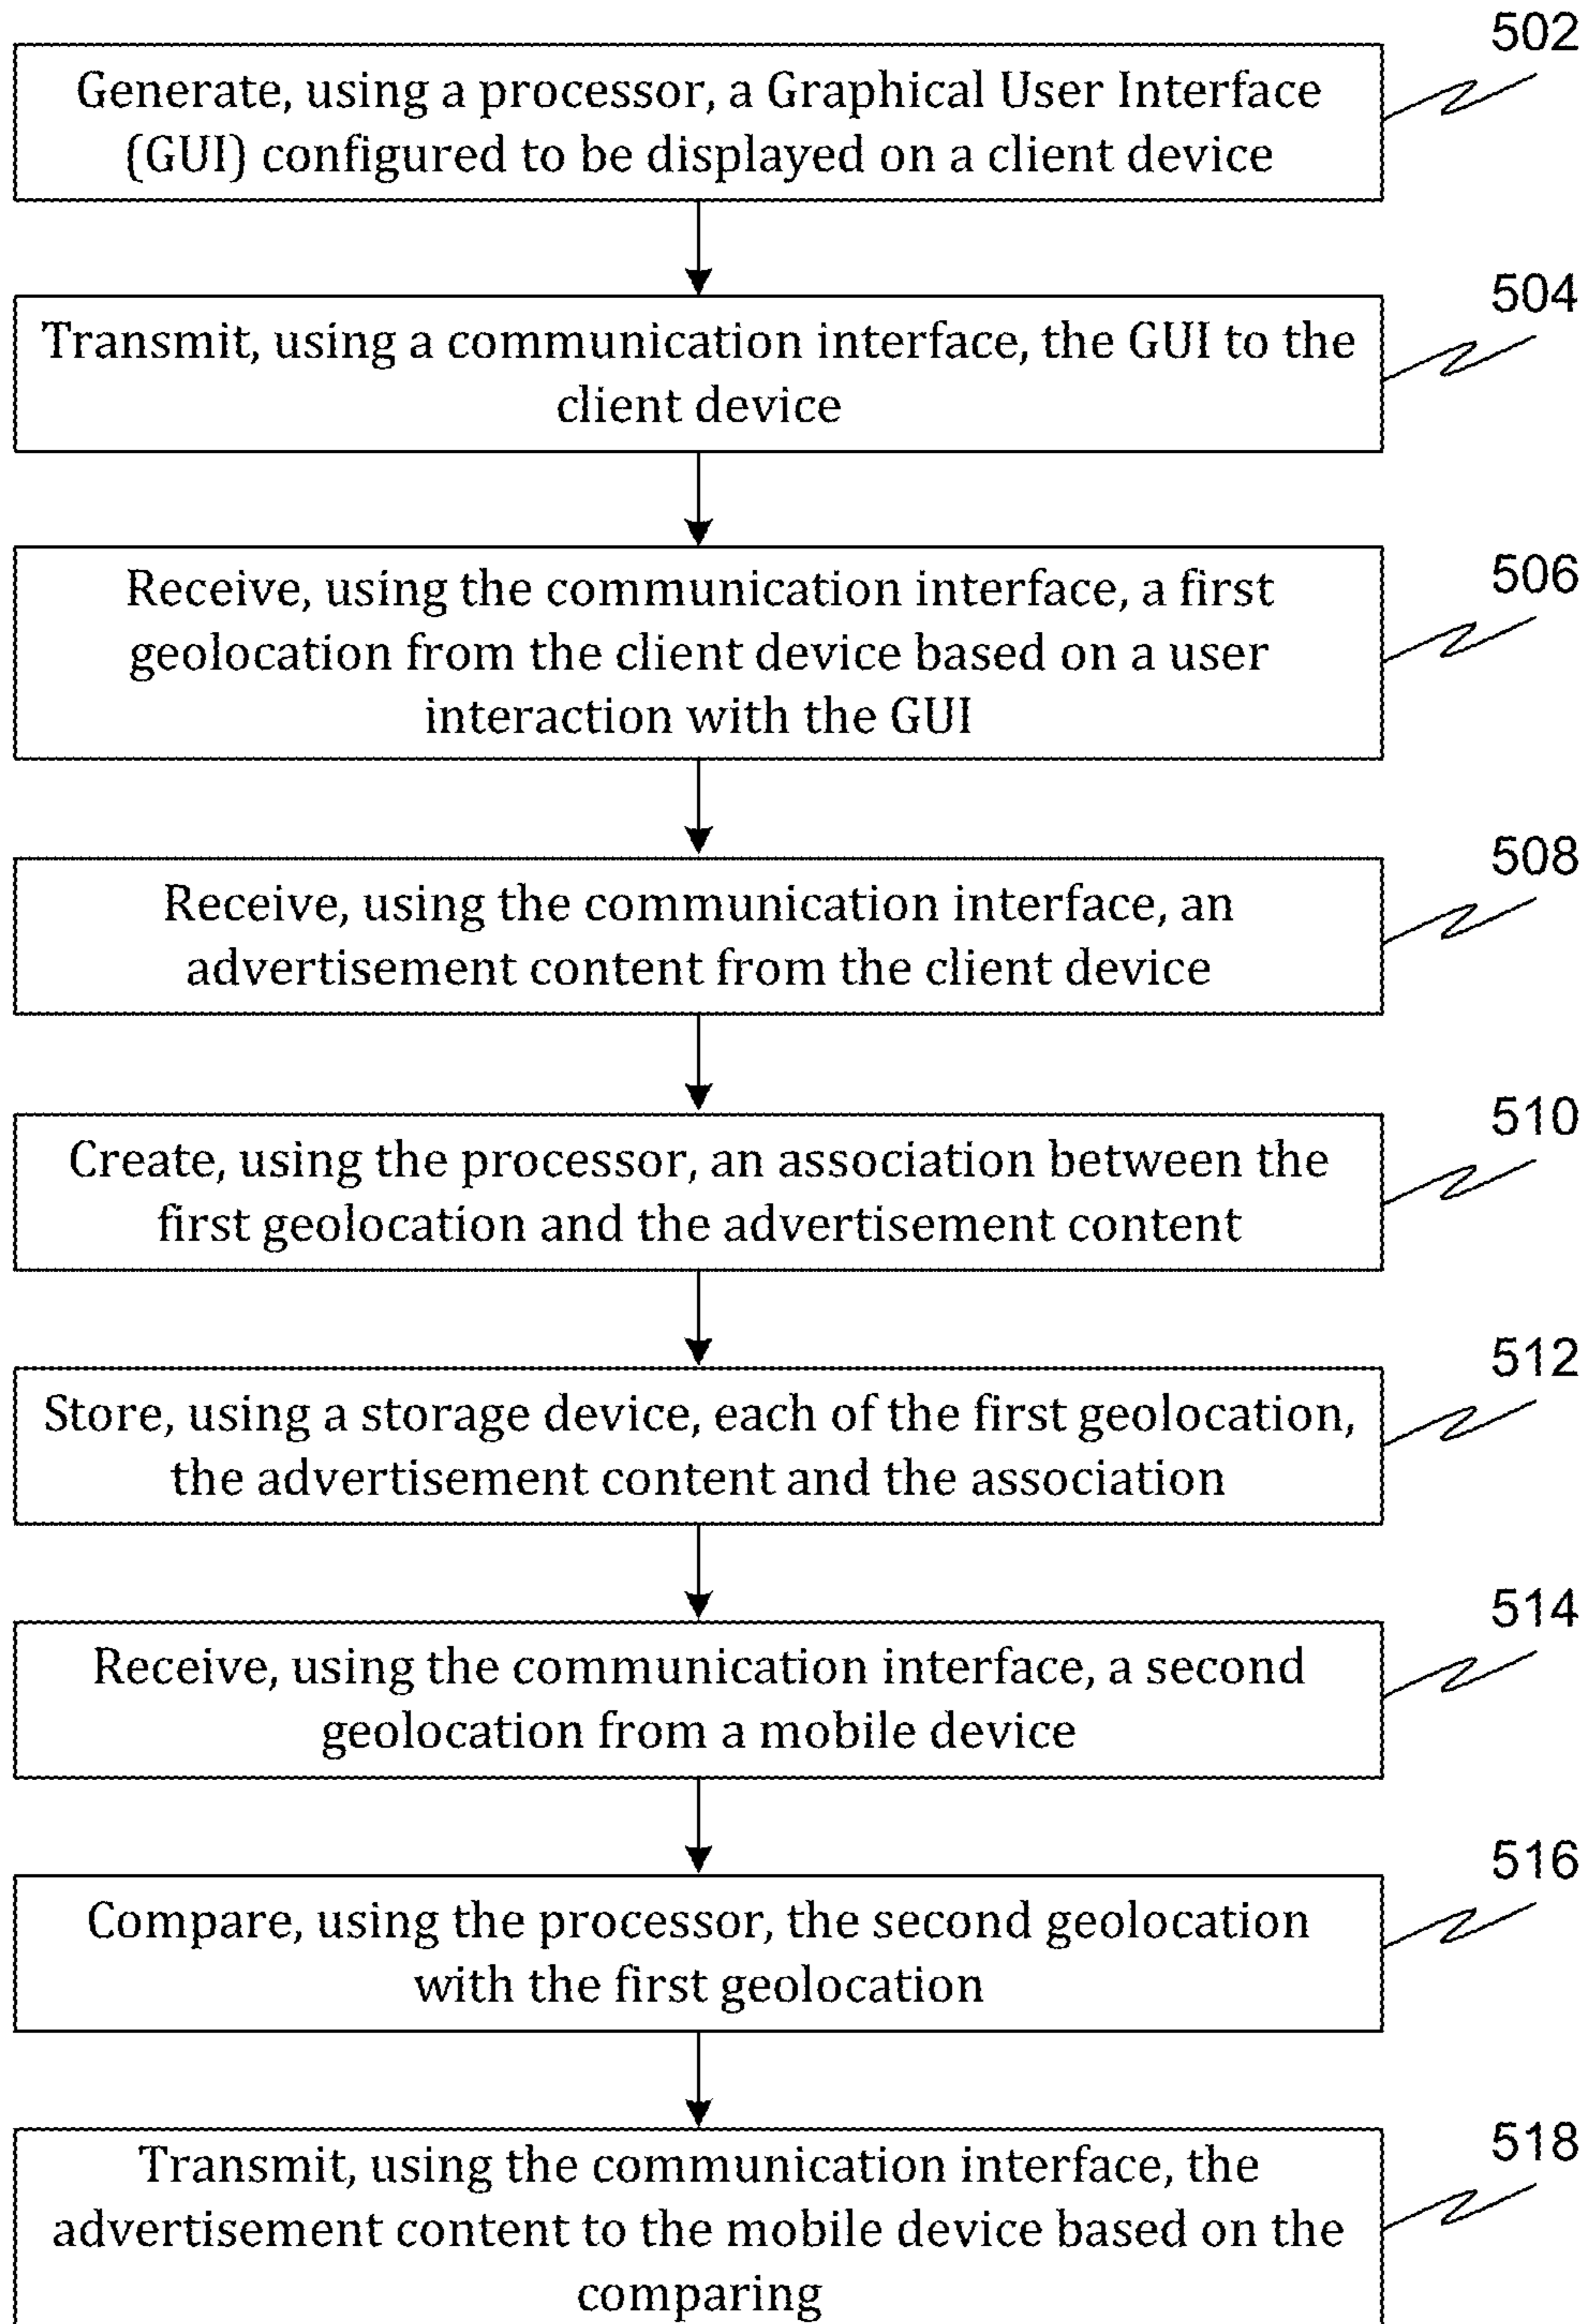 502
Generate, using a processor, a Graphical User Interface
(GUI) configured to be displayed on a client device
504
Transmit, using a communication interface, the GUI to the
client device
506
Receive, using the communication interface, a first
geolocation from the client device based on a user
interaction with the GUI
508
Receive, using the communication interface, an
advertisement content from the client device
510
Create, using the processor, an association between the
first geolocation and the advertisement content
512
Store, using a storage device, each of the first geolocation,
the advertisement content and the association
514
Receive, using the communication interface, a second
geolocation from a mobile device
516
Compare, using the processor, the second geolocation
with the first geolocation
518
Transmit, using the communication interface, the
advertisement content to the mobile device based on the
comparing